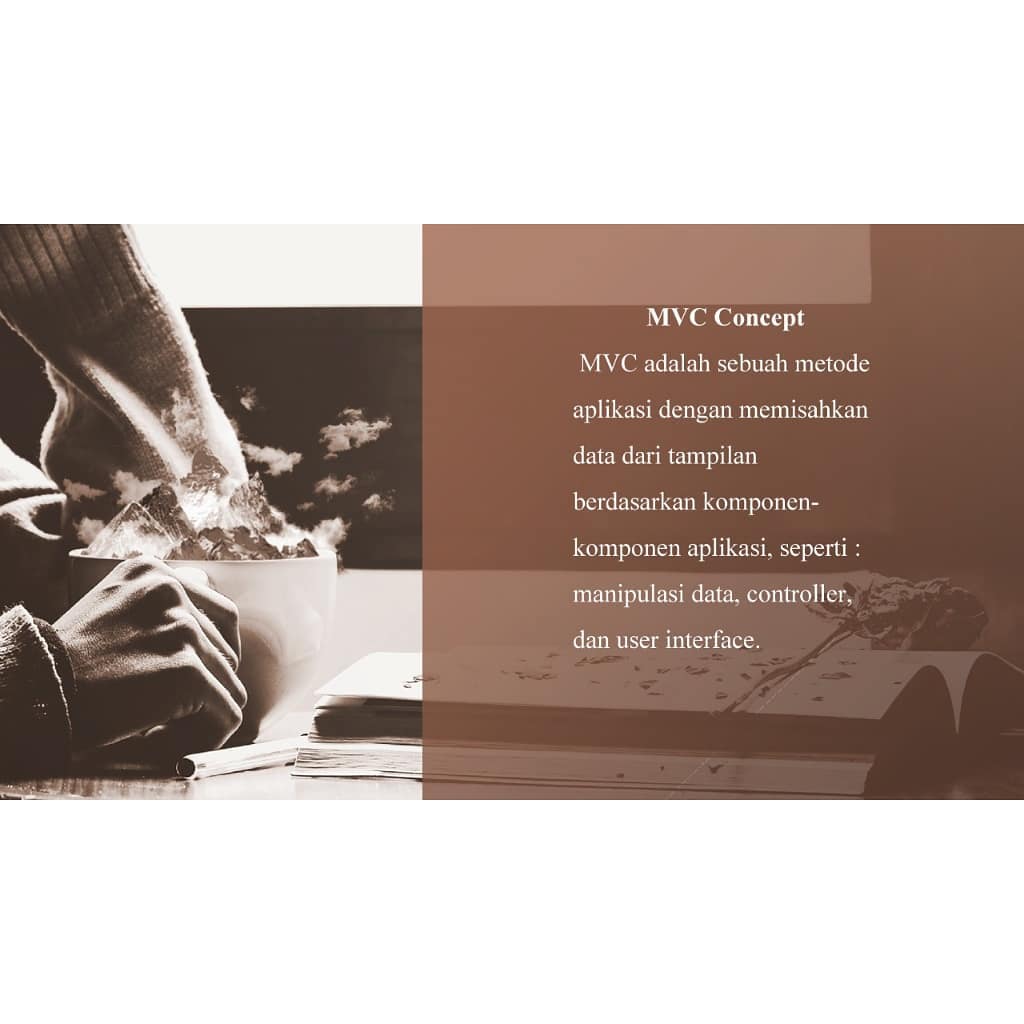 MVC Concept
MVC adalah sebuah metode
aplikasi dengan memisahkan
data dari tampilan
berdasarkan komponen-
komponen aplikasi, seperti :
manipulasi data, controller,
dan user interface.